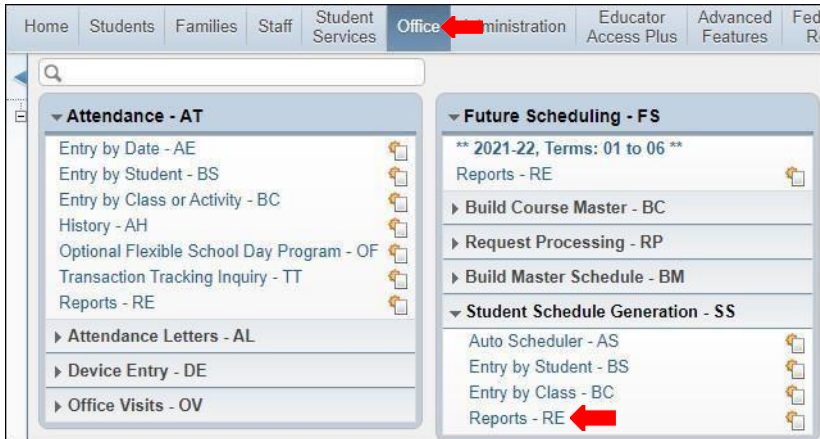 Home Students Families Staff Student Services Office ministration Educator Access Plus Advanced Features Fed R
Attendance - AT
Entry by Date - AE
Entry by Student - BS
Entry by Class or Activity - BC
History - AH
Optional Flexible School Day Program - OF
Transaction Tracking Inquiry - TT
Reports - RE
Attendance Letters - AL
Device Entry - DE
Office Visits - OV
Future Scheduling - FS
** 2021-22, Terms: 01 to 06 **
Reports - RE
Build Course Master - BC
Request Processing - RP
Build Master Schedule - BM
Student Schedule Generation - SS
Auto Scheduler - AS
Entry by Student - BS
Entry by Class - BC
Reports - RE